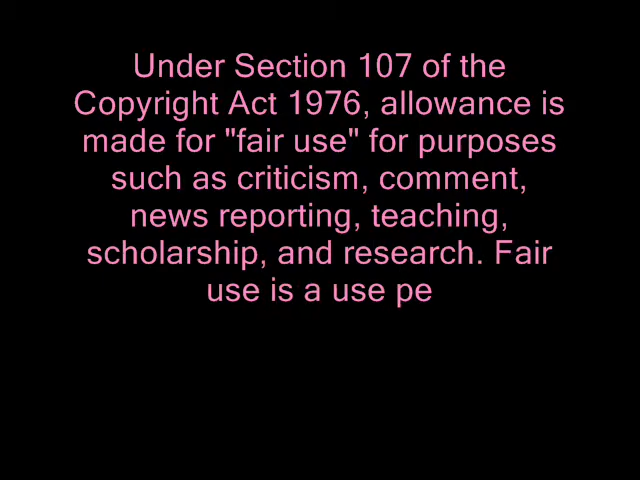 Under Section 107 of the
Copyright Act 1976, allowance is
made for "fair use" for purposes
such as criticism, comment,
news reporting, teaching,
scholarship, and research. Fair
use is a use pe